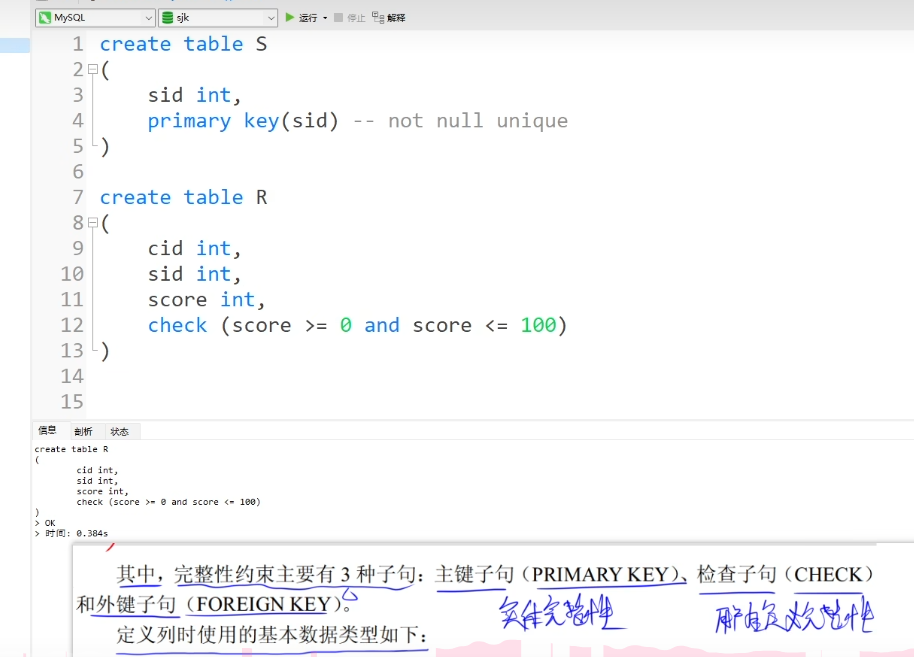 MySQL sjk 运行 停止 解释
1 create table S
2 (
3 sid int,
4 primary key(sid) -- not null unique
5 )
6
7 create table R
8 (
9 cid int,
10 sid int,
11 score int,
12 check (score >= 0 and score <= 100)
13 )
14
15
信息 剖析 状态
create table R
(
cid int,
sid int,
score int,
check (score >= 0 and score <= 100)
)
> OK
> 时间: 0.384s
其中，完整性约束主要有 3 种子句：主键子句（PRIMARY KEY）、检查子句（CHECK）
和外键子句（FOREIGN KEY）。
实体完整性 用户自定义完整性
定义列时使用的基本数据类型如下：